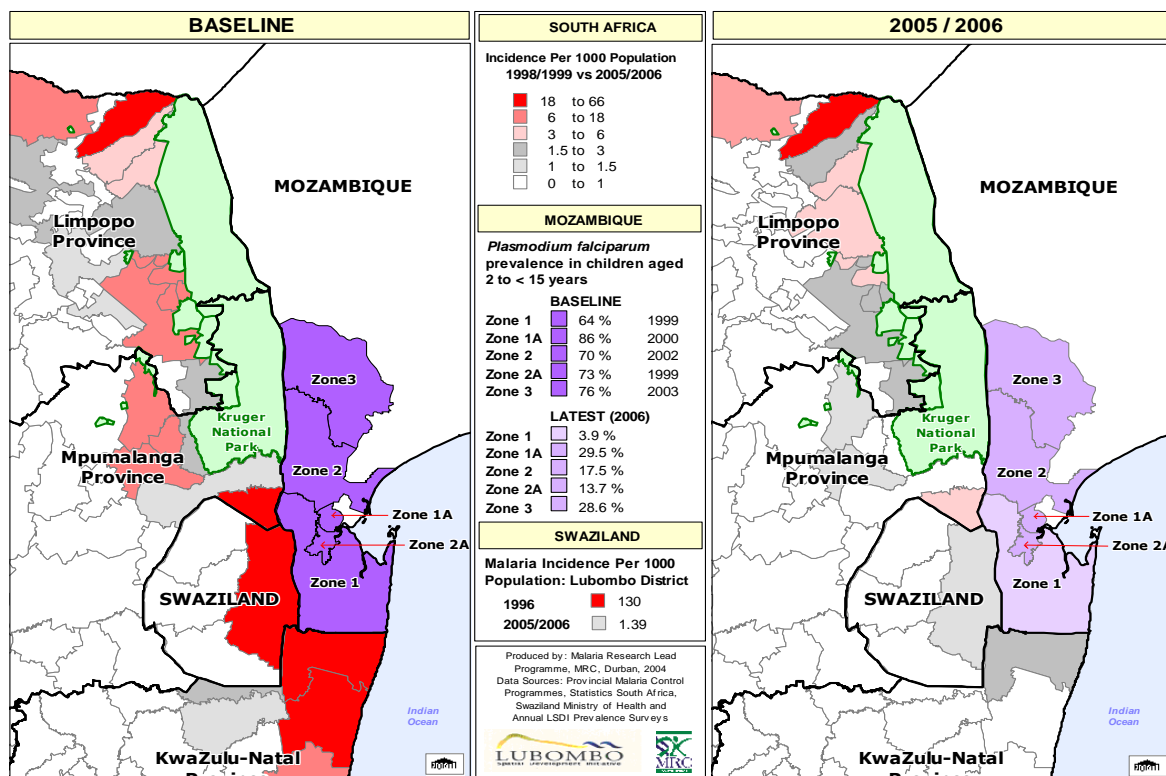 BASELINE
MOZAMBIQUE
Limpopo
Province
Zone3
Kruger
National
Park
Zone 2
Mpumalanga
Province
Zone 1A
Zone 2A
Zone 1
SWAZILAND
Indian
Ocean
KwaZulu-Natal
SOUTH AFRICA
Incidence Per 1000 Population
1998/1999 vs 2005/2006
18 to 66
6 to 18
3 to 6
1.5 to 3
1 to 1.5
0 to 1
MOZAMBIQUE
Plasmodium falciparum
prevalence in children aged
2 to < 15 years
BASELINE
Zone 1 64 % 1999
Zone 1A 86 % 2000
Zone 2 70 % 2002
Zone 2A 73 % 1999
Zone 3 76 % 2003
LATEST (2006)
Zone 1 3.9 %
Zone 1A 29.5 %
Zone 2 17.5 %
Zone 2A 13.7 %
Zone 3 28.6 %
SWAZILAND
Malaria Incidence Per 1000
Population: Lubombo District
1996 130
2005/2006 1.39
Produced by: Malaria Research Lead
Programme, MRC, Durban, 2004
Data Sources: Provincial Malaria Control
Programmes, Statistics South Africa,
Swaziland Ministry of Health and
Annual LSDI Prevalence Surveys
LUBOMBO
MRC
2005 / 2006
MOZAMBIQUE
Limpopo
Province
Zone 3
Kruger
National
Park
Zone 2
Mpumalanga
Province
Zone 1A
Zone 2A
Zone 1
SWAZILAND
Indian
Ocean
KwaZulu-Natal